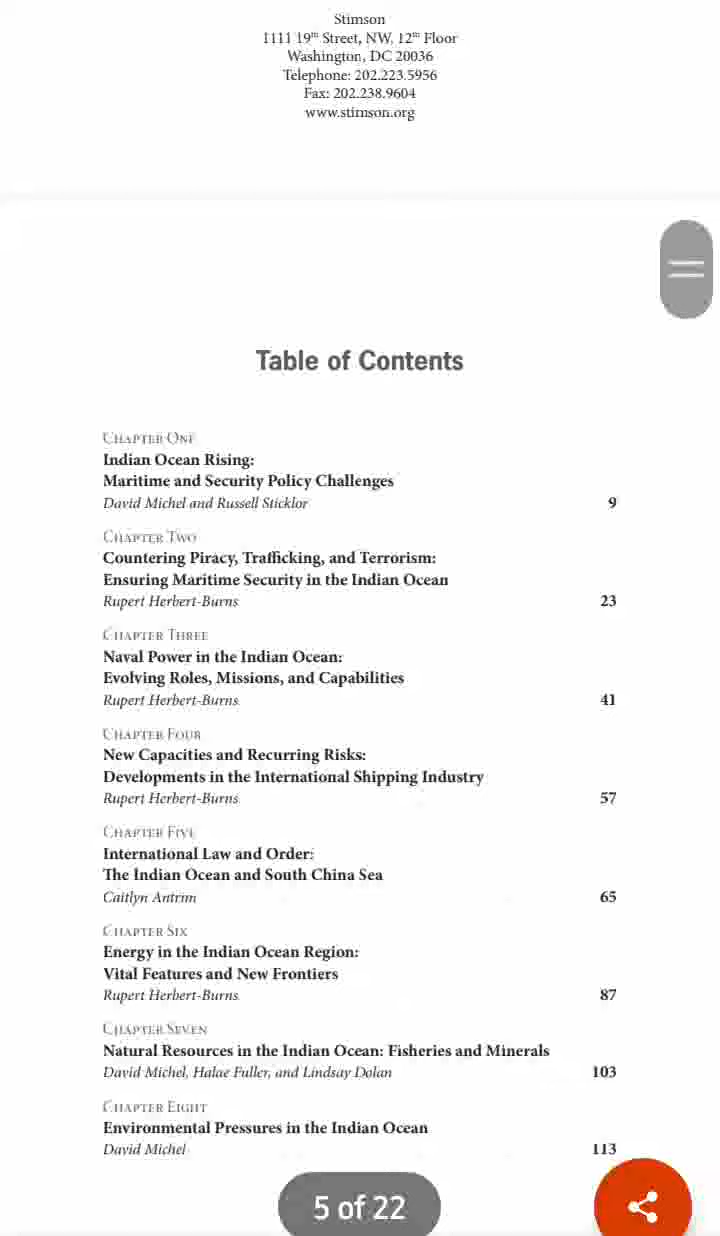 Stimson
1111 19th Street, NW, 12th Floor
Washington, DC 20036
Telephone: 202.223.5956
Fax: 202.238.9604
www.stimson.org
Table of Contents
Chapter One
Indian Ocean Rising:
Maritime and Security Policy Challenges
David Michel and Russell Sticklor 9
Chapter Two
Countering Piracy, Trafficking, and Terrorism:
Ensuring Maritime Security in the Indian Ocean
Rupert Herbert-Burns 23
Chapter Three
Naval Power in the Indian Ocean:
Evolving Roles, Missions, and Capabilities
Rupert Herbert-Burns 41
Chapter Four
New Capacities and Recurring Risks:
Developments in the International Shipping Industry
Rupert Herbert-Burns 57
Chapter Five
International Law and Order:
The Indian Ocean and South China Sea
Caitlyn Antrim 65
Chapter Six
Energy in the Indian Ocean Region:
Vital Features and New Frontiers
Rupert Herbert-Burns 87
Chapter Seven
Natural Resources in the Indian Ocean: Fisheries and Minerals
David Michel, Halae Fuller, and Lindsay Dolan 103
Chapter Eight
Environmental Pressures in the Indian Ocean
David Michel 113
5 of 22